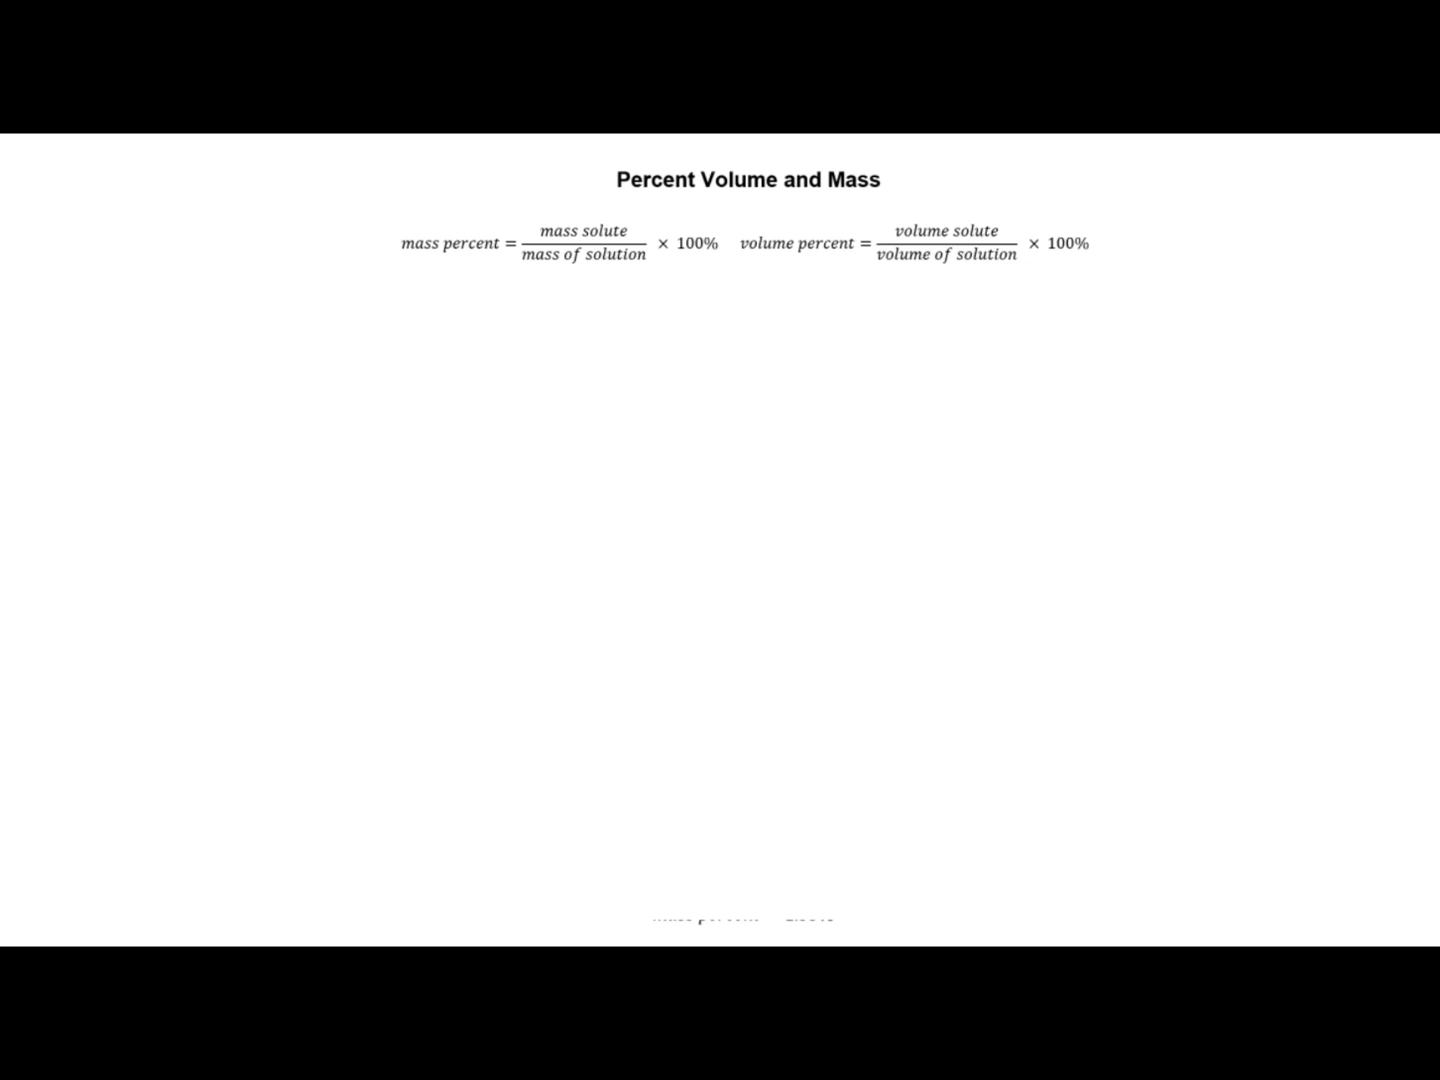 Percent Volume and Mass
mass percent = mass solute / mass of solution × 100% volume percent = volume solute / volume of solution × 100%